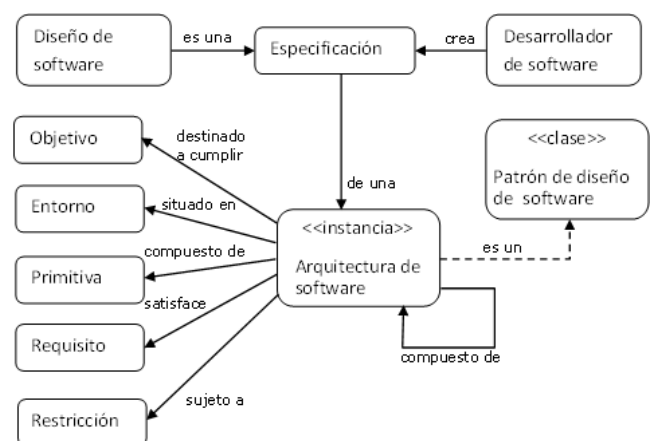 Diseño de
software
es una
Especificación
crea
Desarrollador
de software
Objetivo
destinado
a cumplir
<<clase>>
Patrón de diseño
de software
Entorno
situado en
de una
<<instancia>>
Arquitectura de
software
es un
Primitiva
compuesto de
satisface
Requisito
compuesto de
Restricción
sujeto a